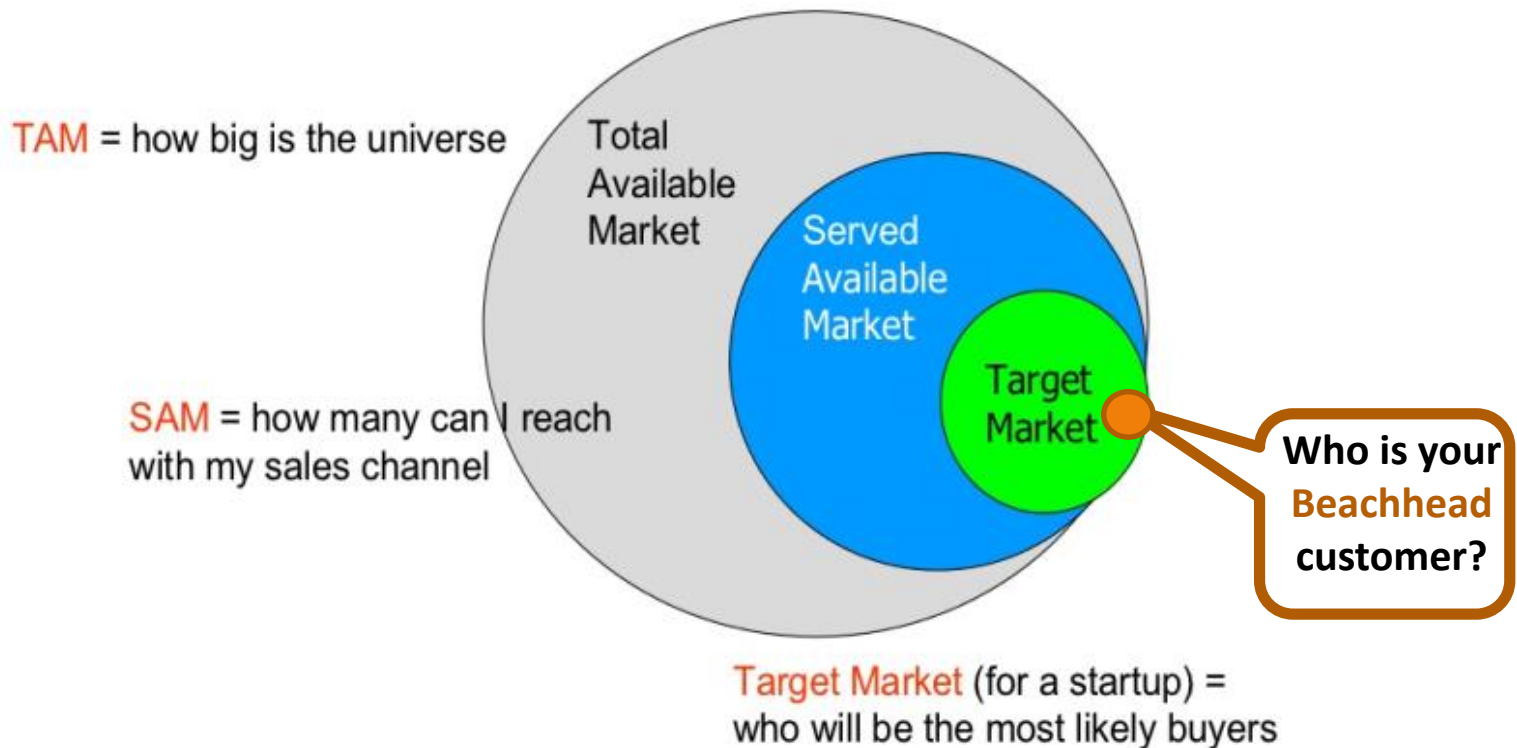 TAM = how big is the universe
Total
Available
Market
Served
Available
Market
Target
Market
SAM = how many can I reach
with my sales channel
Who is your
Beachhead
customer?
Target Market (for a startup) =
who will be the most likely buyers